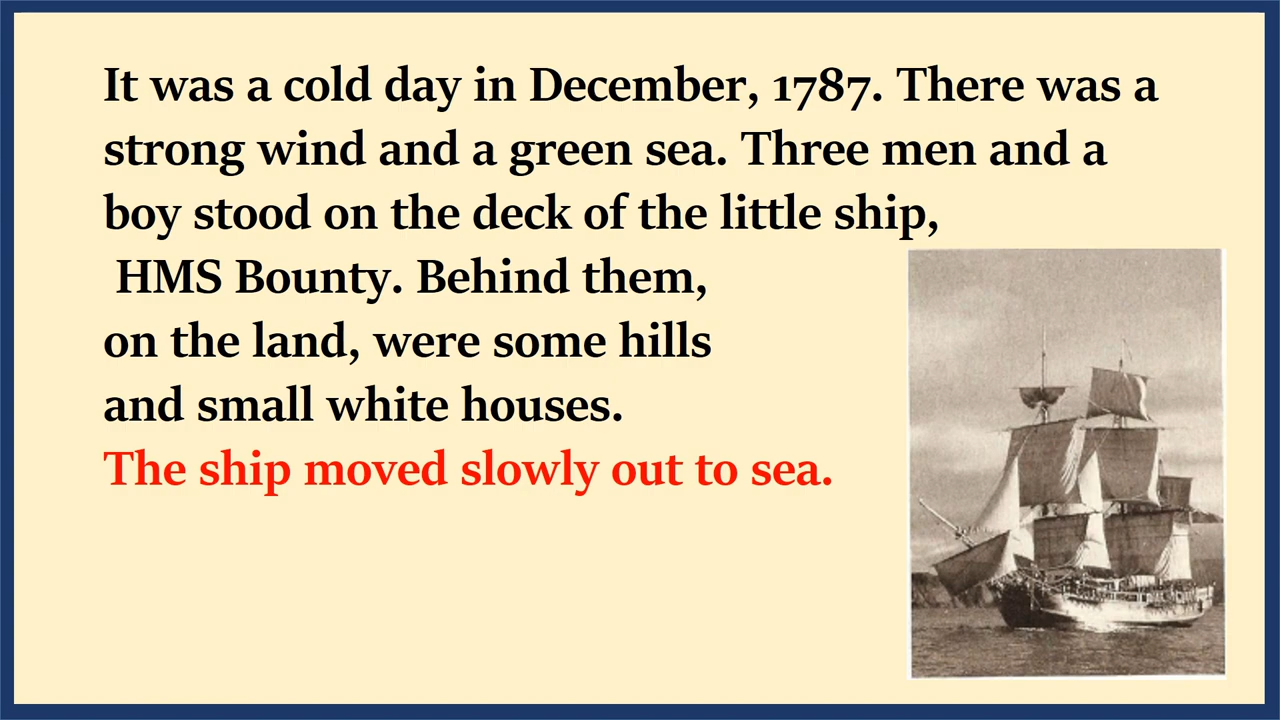 It was a cold day in December, 1787. There was a
strong wind and a green sea. Three men and a
boy stood on the deck of the little ship,
HMS Bounty. Behind them,
on the land, were some hills
and small white houses.
The ship moved slowly out to sea.